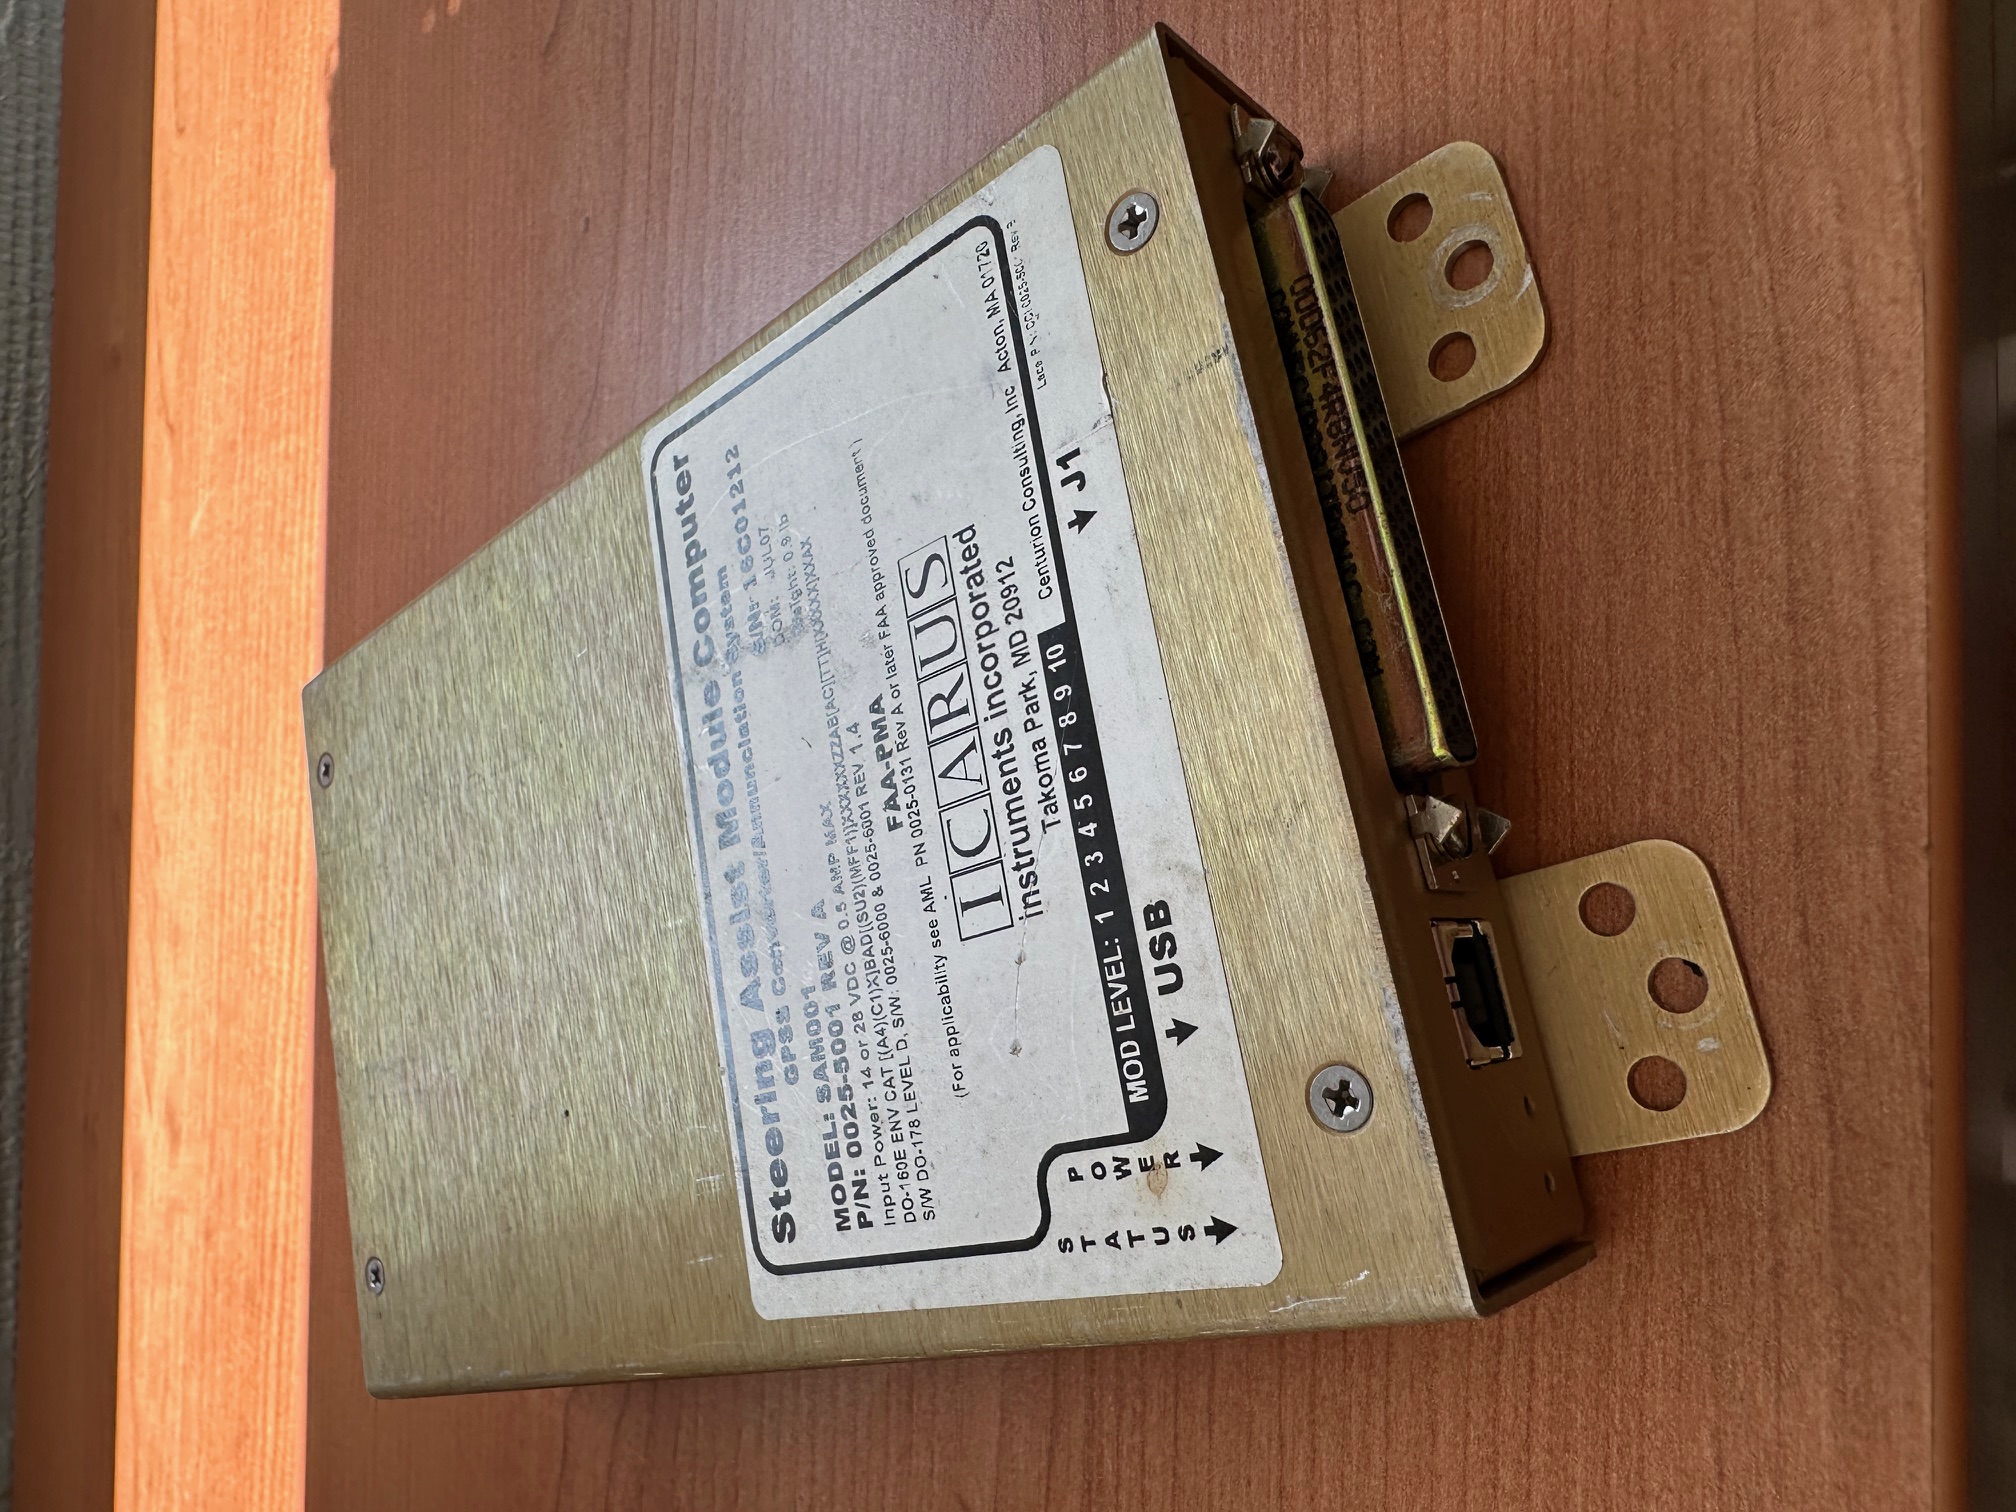 Steering Assist Module Computer
GPSS Converter/Annunciation System
MODEL: SAM001 S/N: 16C01212
P/N: 0025-5001 REV A DOM: JUL07
Input Power: 14 or 28 VDC @ 0.5 AMP MAX Weight: 0.9 lb
DO-160E ENV CAT
S/W DO-178 LEVEL D, S/W: 0025-6000 & 0025-6001 REV 1.4
FAA-PMA
(For applicability see AML PN 0025-0131 Rev A or later FAA approved document)
ICARUS
instruments incorporated
Takoma Park, MD 20912
MOD LEVEL: 1 2 3 4 5 6 7 8 9 10
Centurion Consulting, Inc Acton, MA 01720
STATUS
POWER
USB
J1